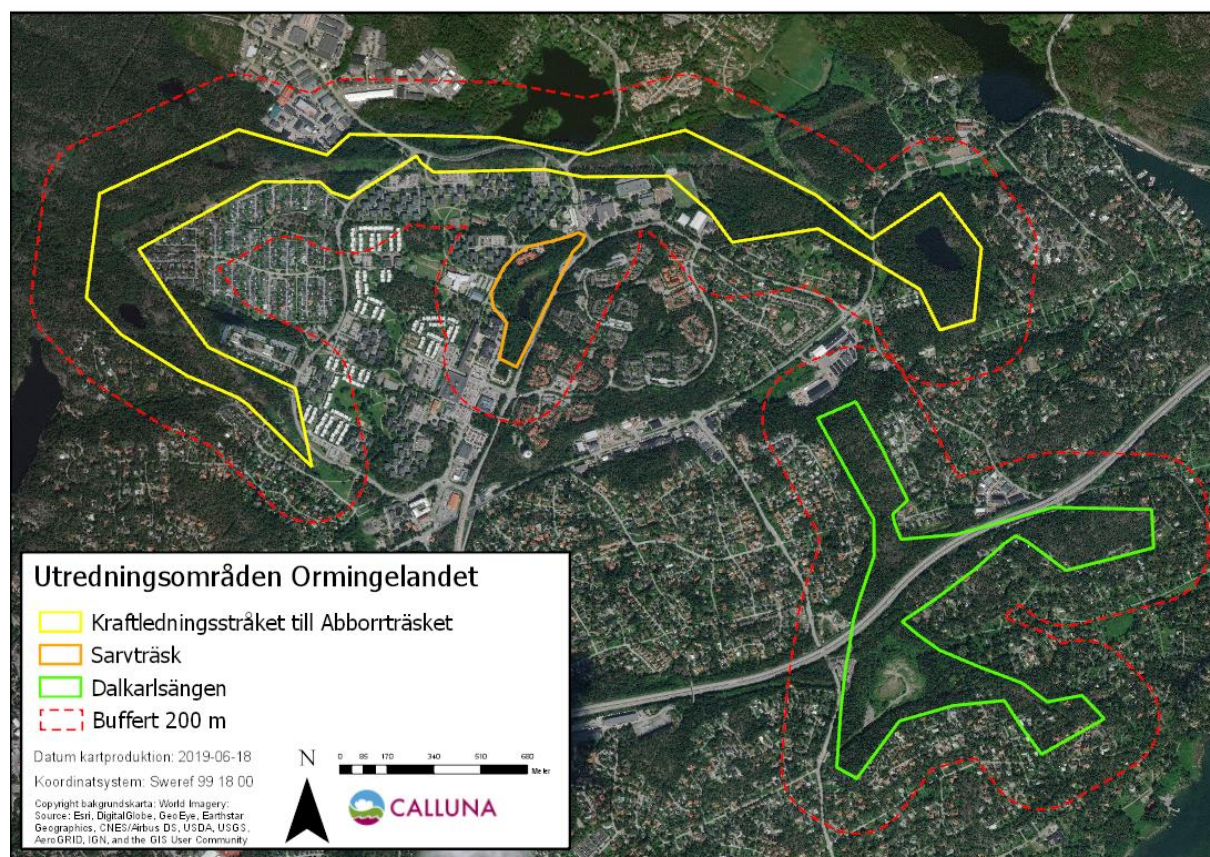 Utredningsområden Ormingelandet
Kraftledningsstråket till Abborrträsket
Sarvträsk
Dalkarlsängen
Buffert 200 m
Datum kartproduktion: 2019-06-18
Koordinatsystem: Sweref 99 18 00
Copyright bakgrundskarta: World Imagery:
Source: Esri, DigitalGlobe, GeoEye, Earthstar
Geographics, CNES/Airbus DS, USDA, USGS,
AeroGRID, IGN, and the GIS User Community
N
0 85 170 340 510 680
Meter
CALLUNA